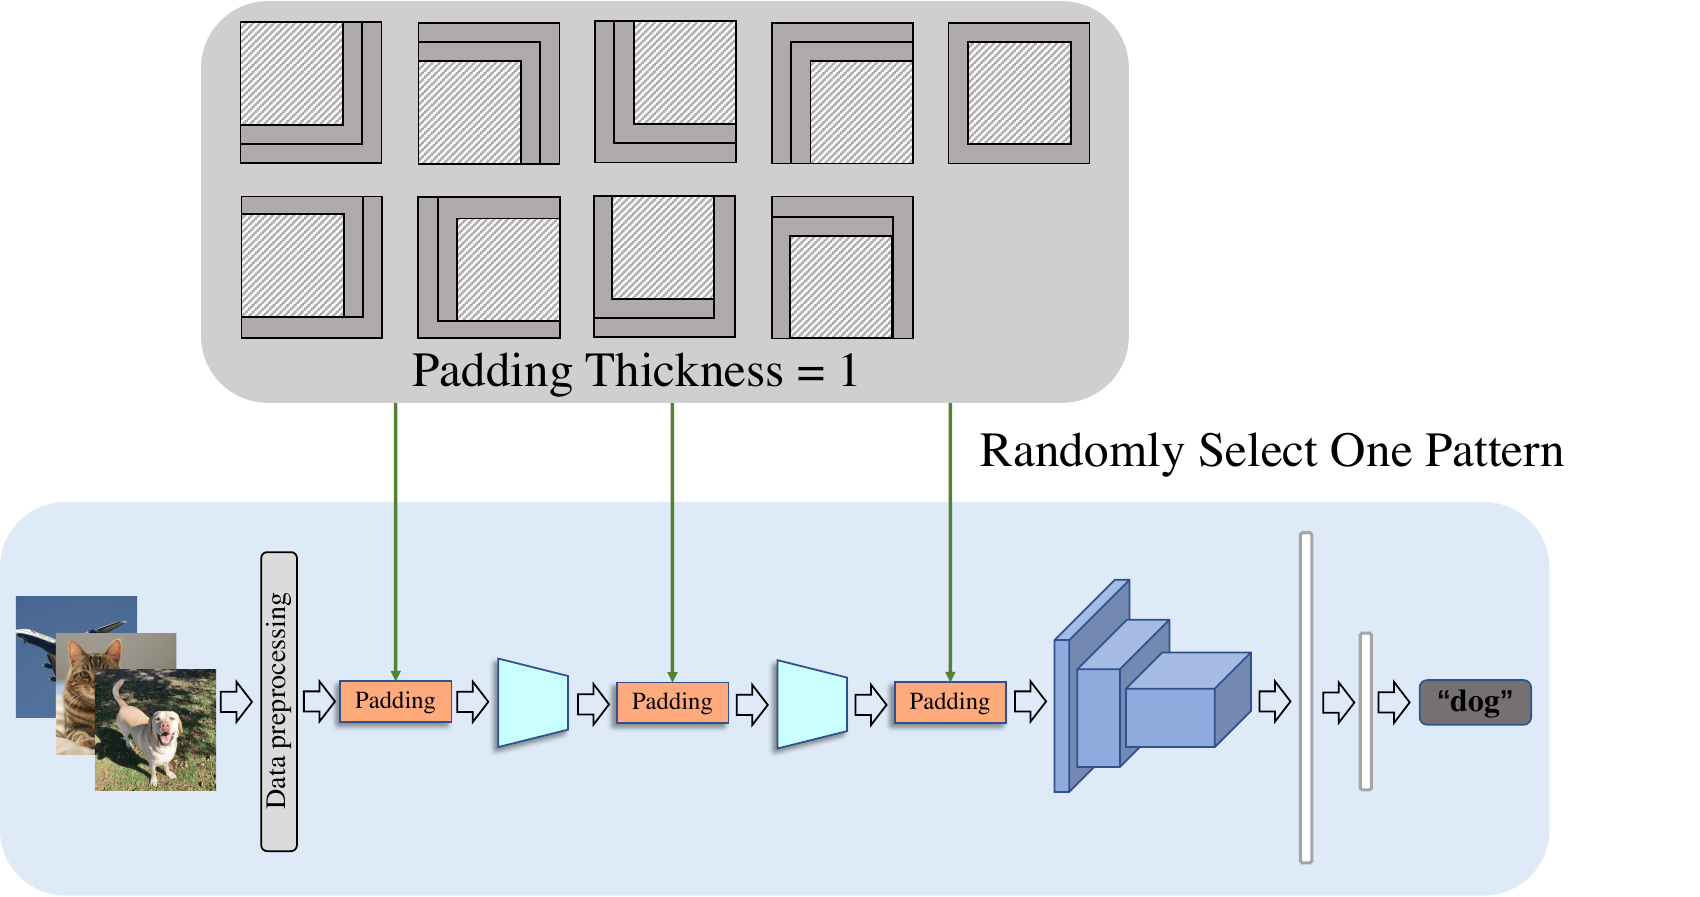 Padding Thickness = 1
Randomly Select One Pattern
Data preprocessing
Padding
Padding
Padding
“dog”